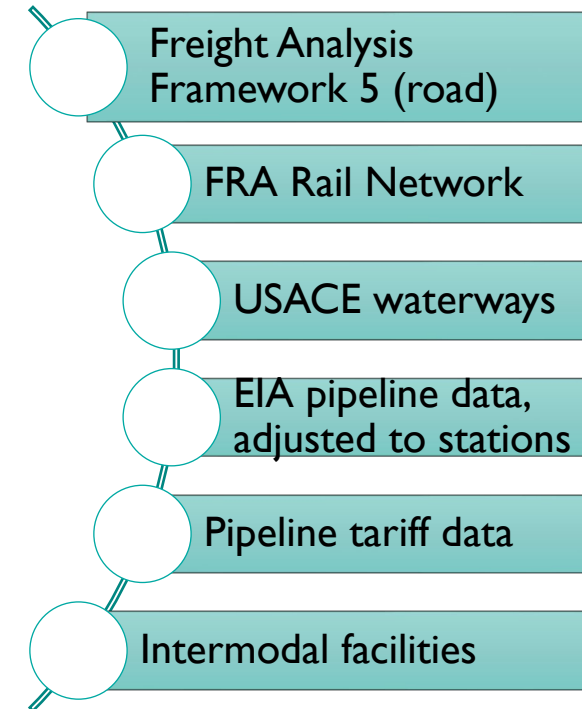 Freight Analysis
Framework 5 (road)
FRA Rail Network
USACE waterways
EIA pipeline data,
adjusted to stations
Pipeline tariff data
Intermodal facilities